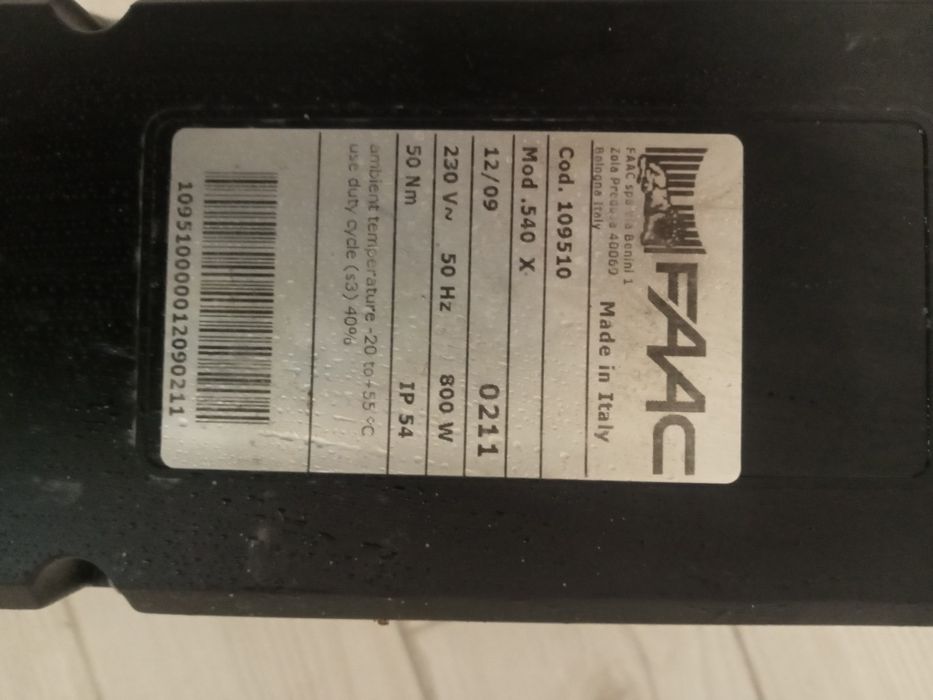 FAAC
FAAC spa Via Benini 1
Zola Predosa 40069
Bologna Italy
Made in Italy
Cod. 109510
Mod .540 X
12/09 0211
230 V~ 50 Hz 800 W
50 Nm IP 54
ambient temperature -20 to +55 °C
use duty cycle (s3) 40%
109510000012090211